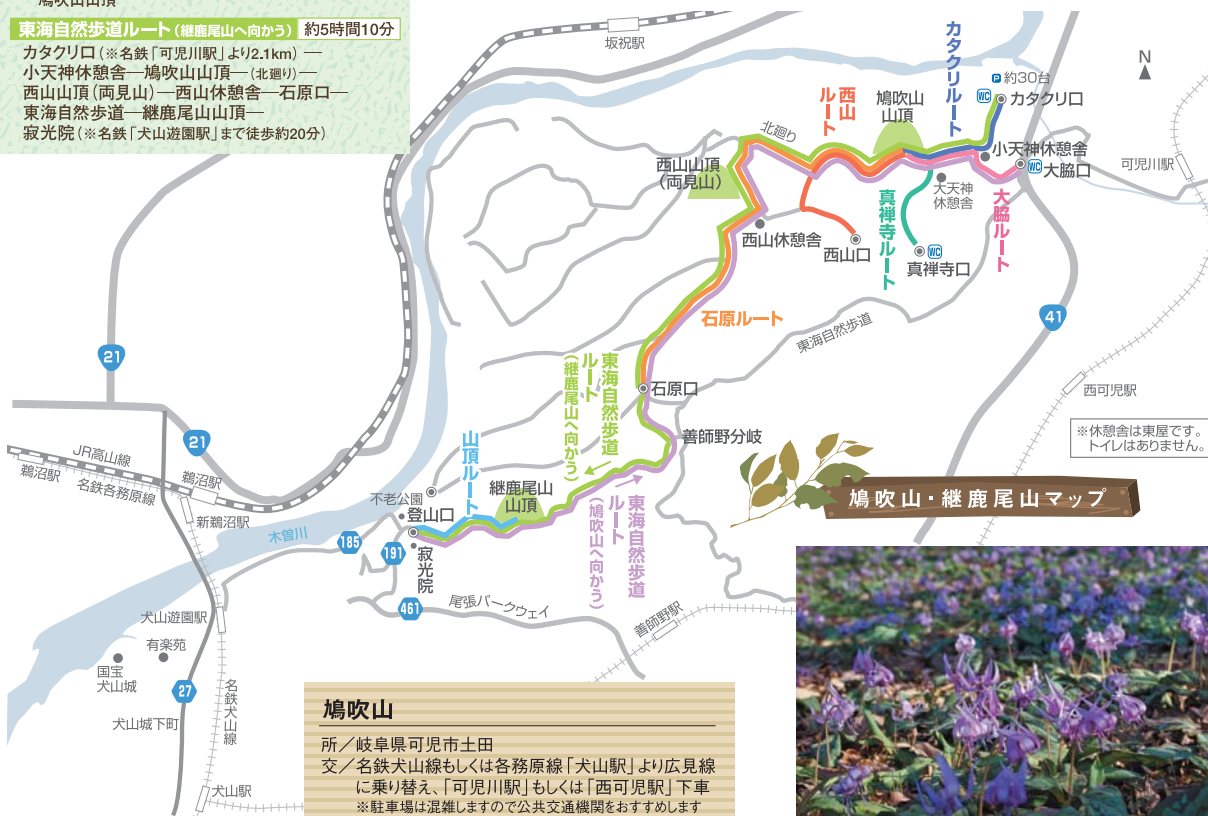 鳩吹山山頂
東海自然歩道ルート(継鹿尾山へ向かう) 約5時間10分
カタクリ口(※名鉄「可児川駅」より2.1km) ―
小天神休憩舎―鳩吹山山頂―(北廻り)―
西山山頂(両見山)―西山休憩舎―石原口―
東海自然歩道―継鹿尾山山頂―
寂光院(※名鉄「犬山遊園駅」まで徒歩約20分)
坂祝駅
N
カタクリルート
P 約30台
WC
カタクリ口
西山
ルート
鳩吹山
山頂
北廻り
小天神休憩舎
WC
大脇口
可児川駅
西山山頂
(両見山)
大天神
休憩舎
大脇ルート
真禅寺ルート
西山休憩舎
西山口
WC
真禅寺口
石原ルート
東海自然歩道
41
21
西可児駅
東海自然歩道
ルート
(継鹿尾山へ向かう)
石原口
※休憩舎は東屋です。
トイレはありません。
善師野分岐
21
JR高山線
鵜沼駅
鵜沼駅
名鉄各務原線
新鵜沼駅
山頂ルート
継鹿尾山
山頂
不老公園
登山口
鳩吹山・継鹿尾山マップ
東海自然歩道
ルート
(鳩吹山へ向かう)
木曽川
185
191
寂光院
461
尾張パークウェイ
善師野駅
犬山遊園駅
有楽苑
国宝
犬山城
27
名鉄犬山線
犬山城下町
犬山駅
鳩吹山
所/岐阜県可児市土田
交/名鉄犬山線もしくは各務原線「犬山駅」より広見線
に乗り替え、「可児川駅」もしくは「西可児駅」下車
※駐車場は混雑しますので公共交通機関をおすすめします